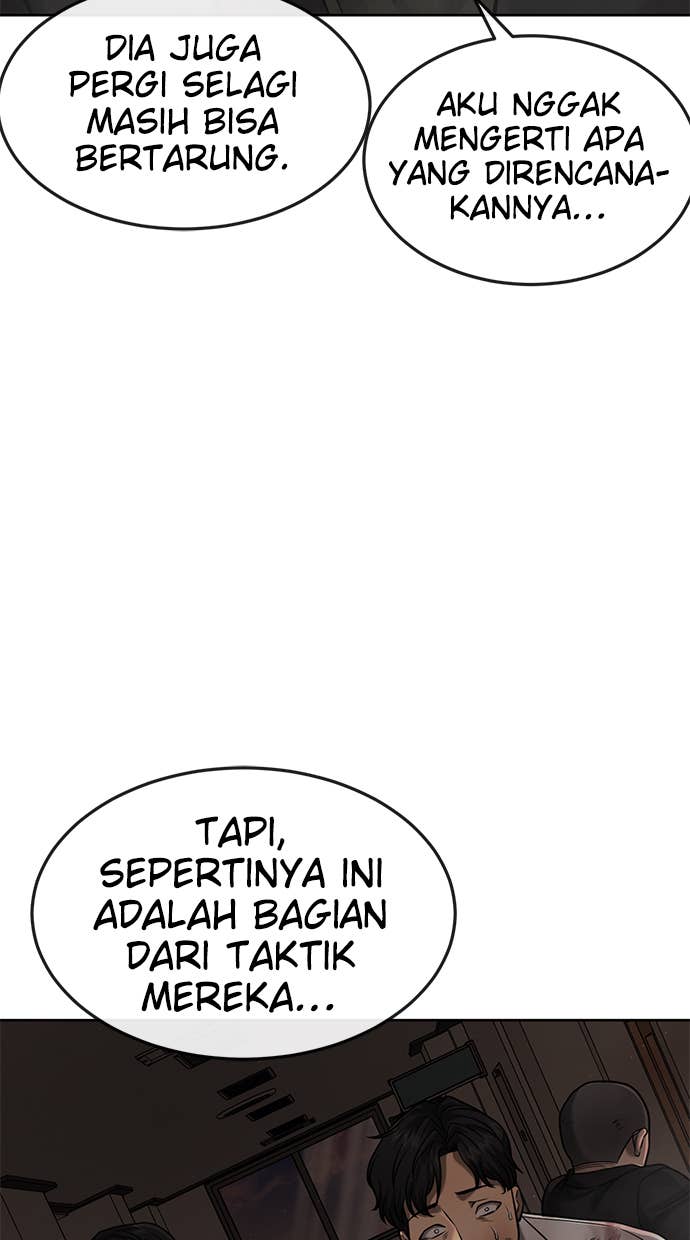 DIA JUGA
PERGI SELAGI
MASIH BISA
BERTARUNG.
AKU NGGAK
MENGERTI APA
YANG DIRENCANA-
KANNYA...
TAPI,
SEPERTINYA INI
ADALAH BAGIAN
DARI TAKTIK
MEREKA...